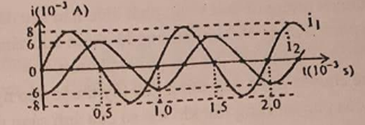 i(10⁻³ A)
8
6
i₁
i₂
0
t(10⁻³ s)
-6
-8
0,5 1,0 1,5 2,0